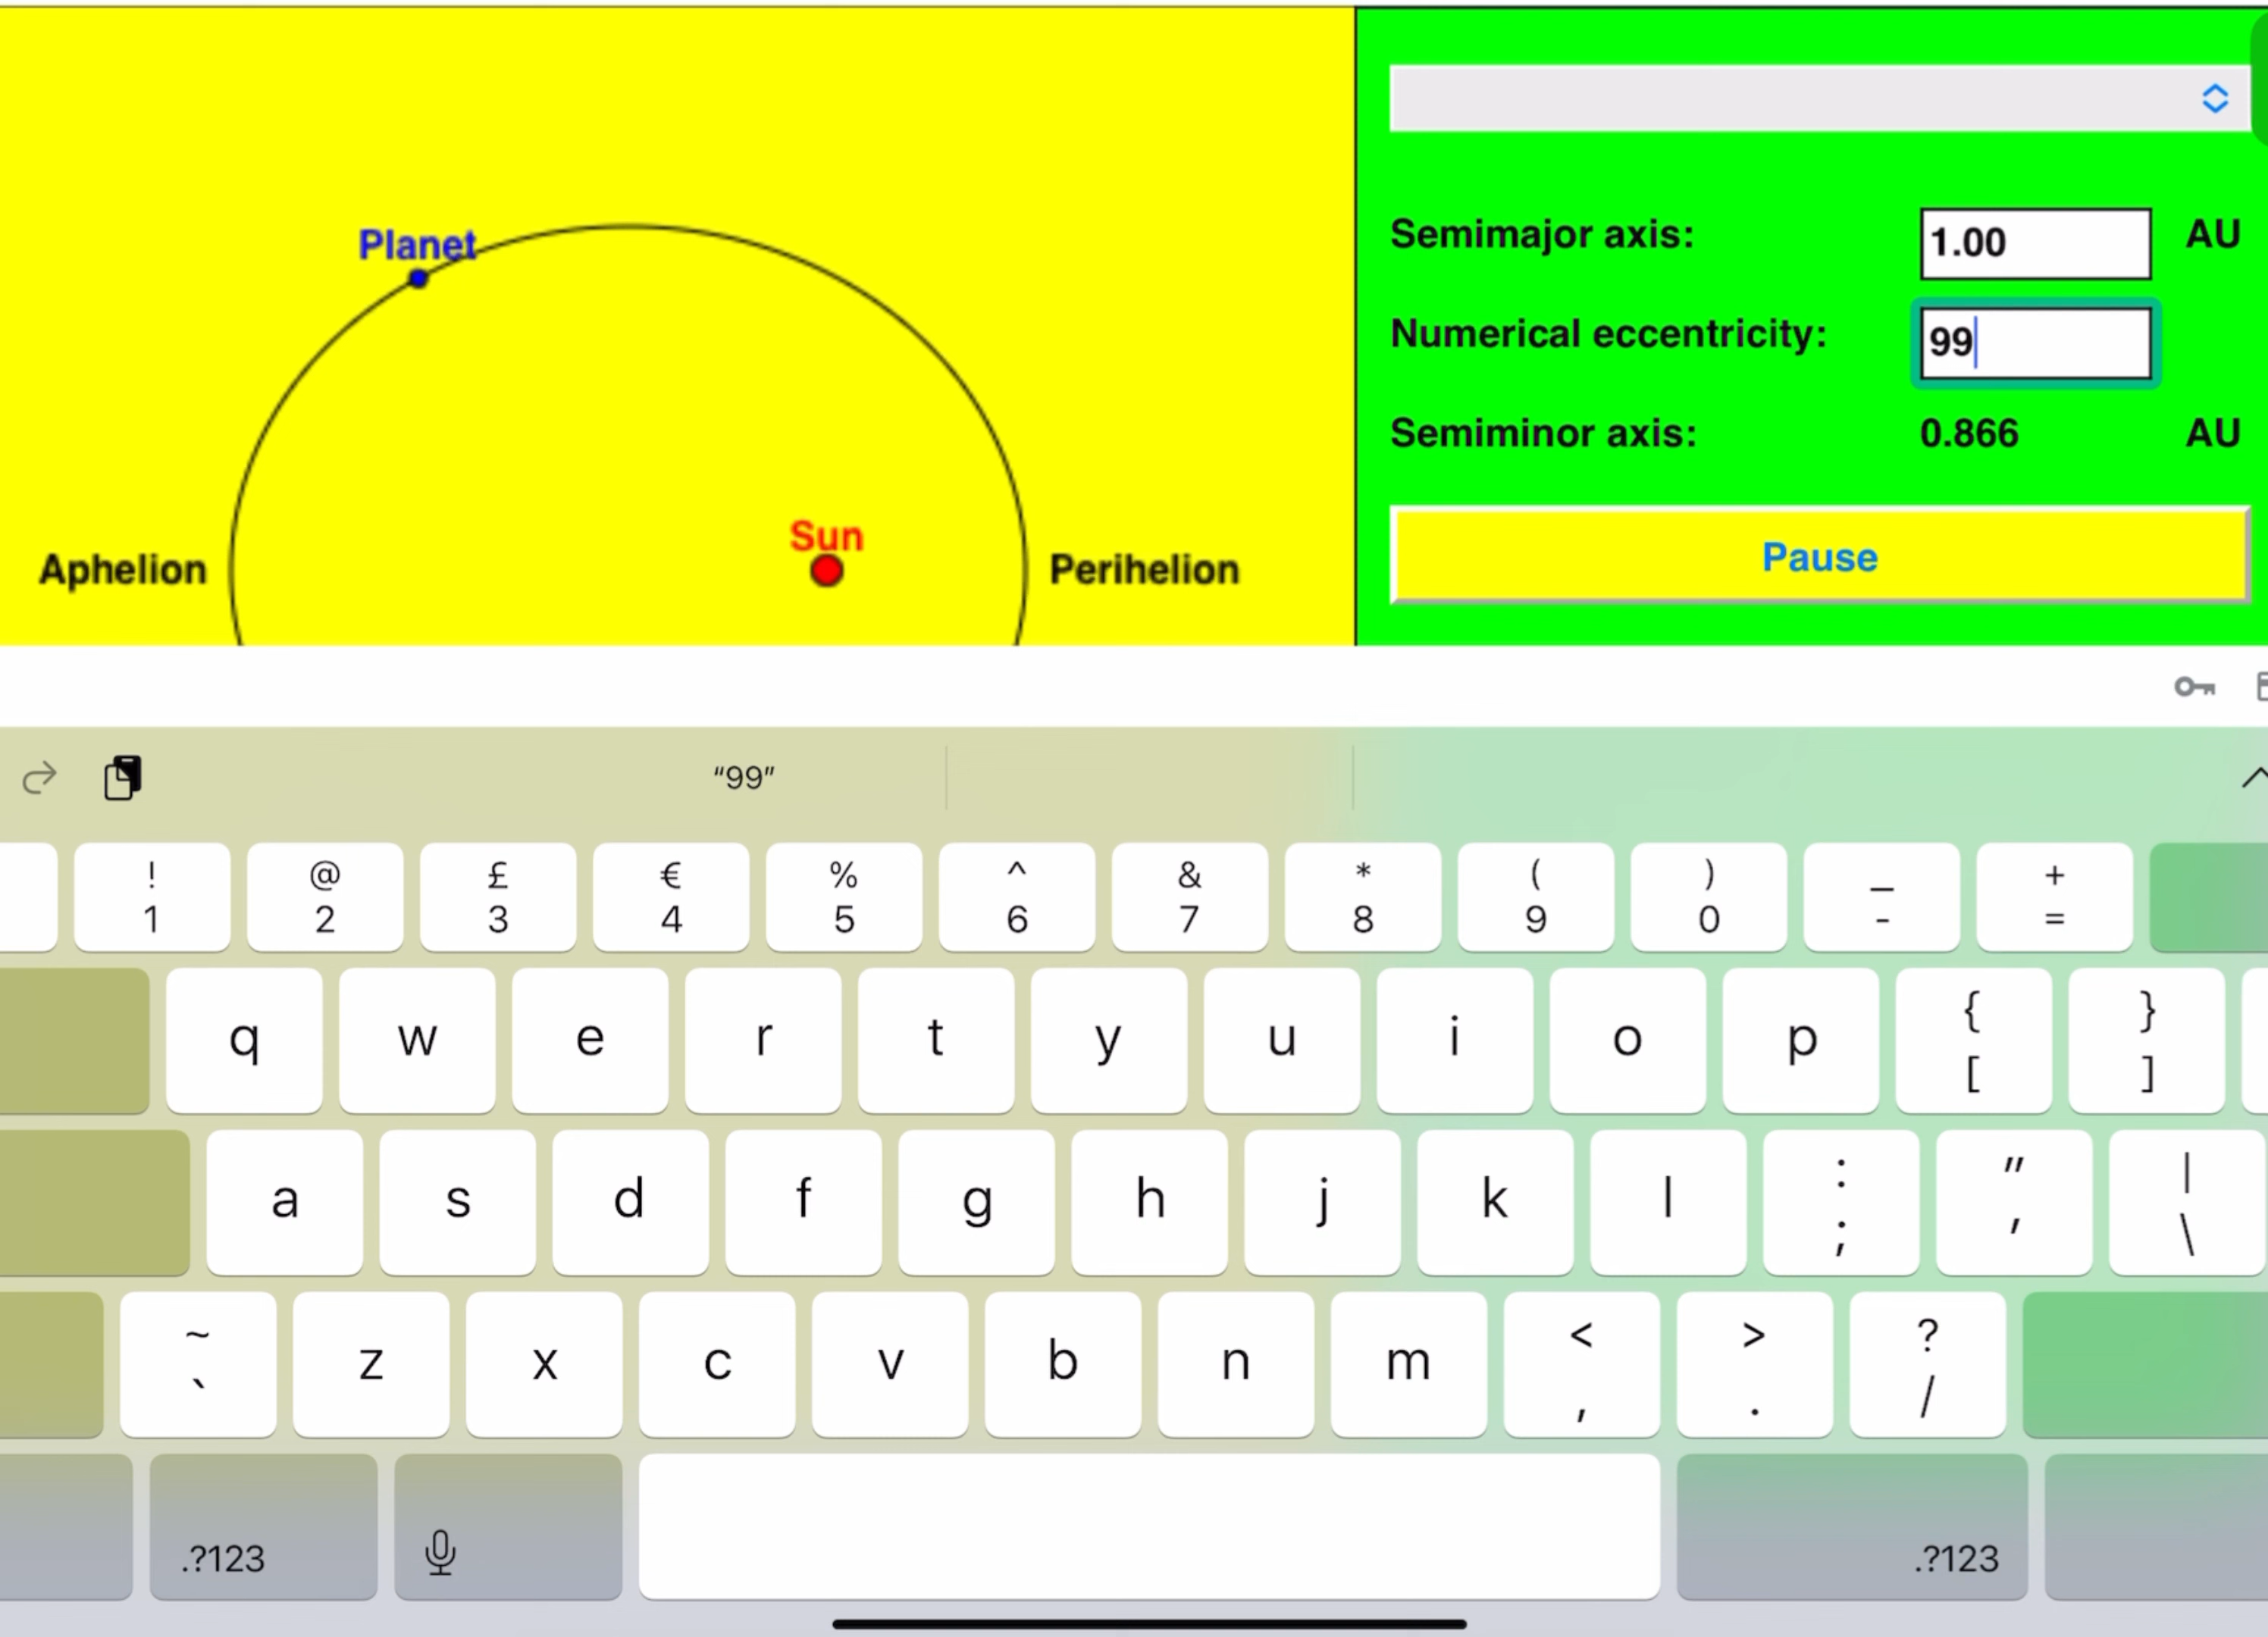 Planet
Sun
Aphelion
Perihelion
Semimajor axis: 1.00 AU
Numerical eccentricity: 99
Semiminor axis: 0.866 AU
Pause
“99”
! @ £ € % ^ & * ( ) _ +
1 2 3 4 5 6 7 8 9 0 - =
q w e r t y u i o p { }
[ ]
a s d f g h j k l : " |
; ' \
~ z x c v b n m < > ?
` , . /
.?123 .?123